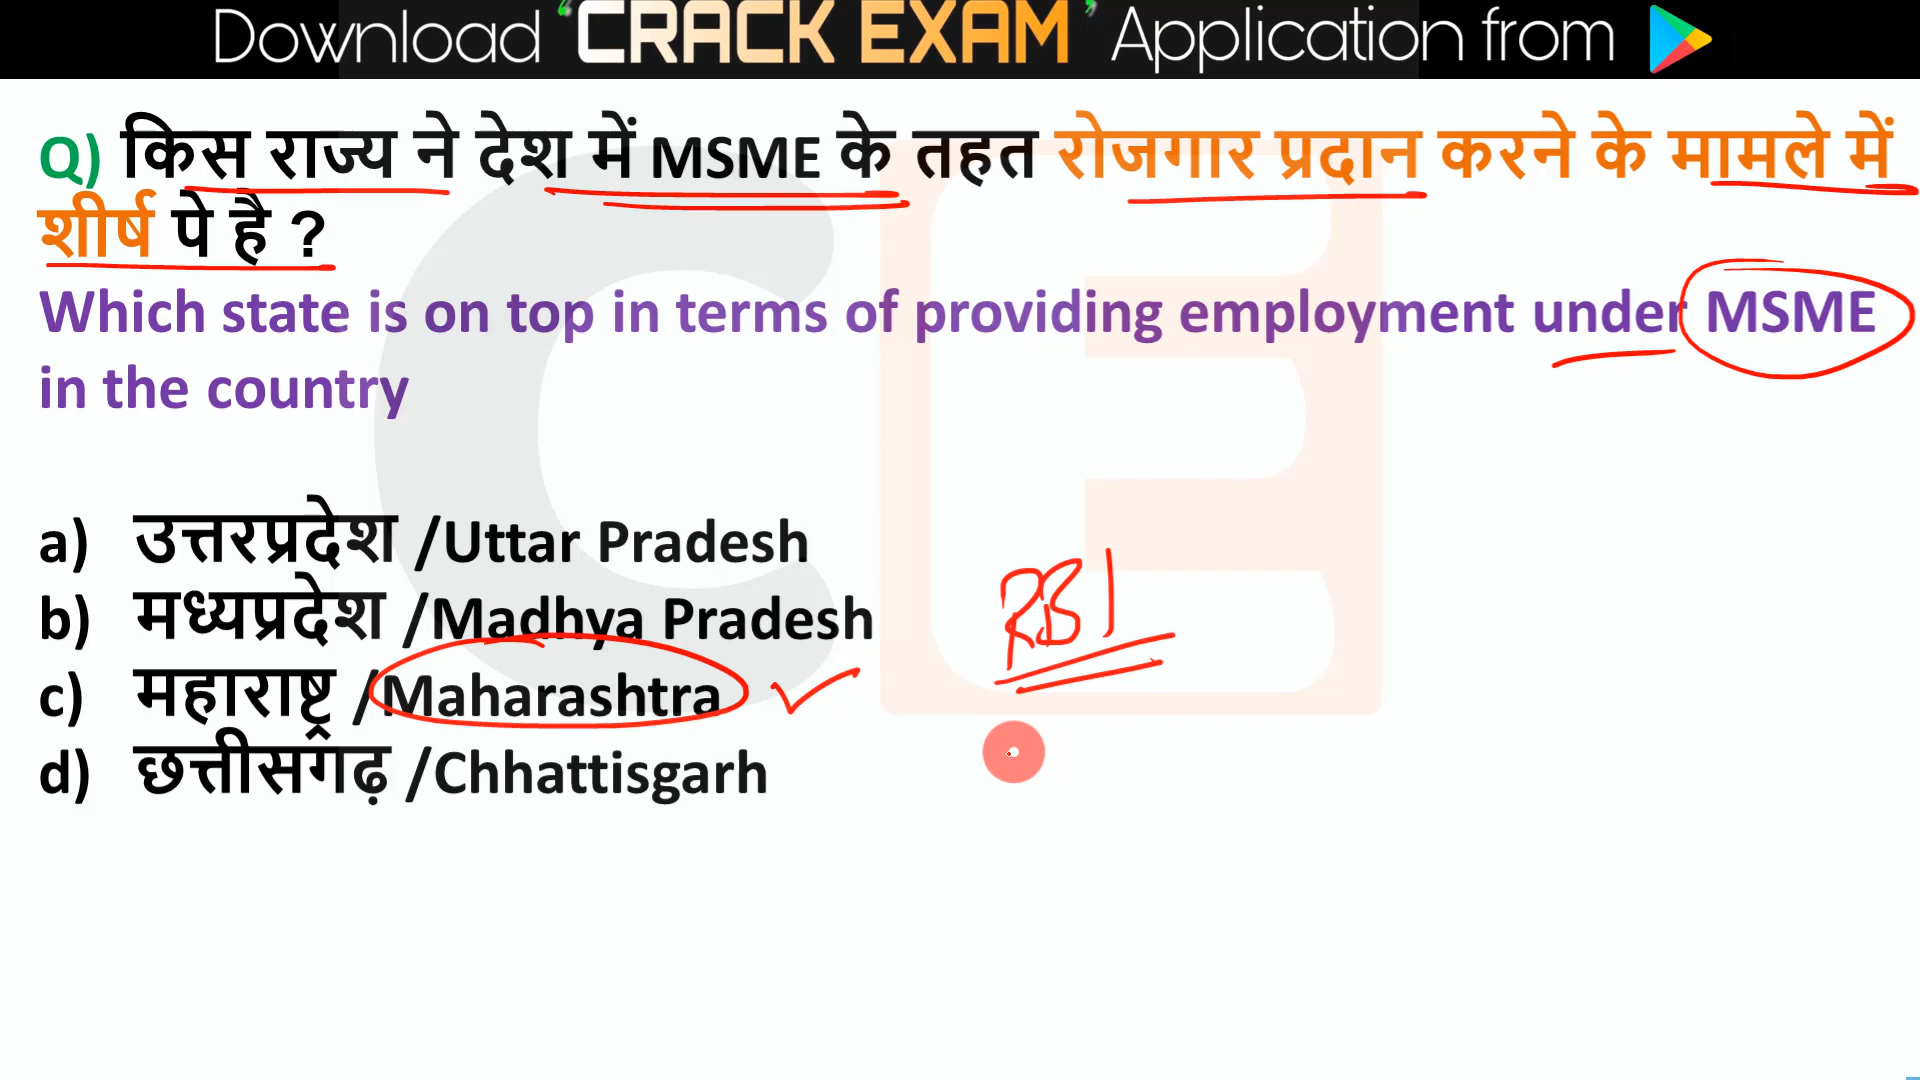 Download ‘CRACK EXAM’ Application from
Q) किस राज्य ने देश में MSME के तहत रोजगार प्रदान करने के मामले में
शीर्ष पे है ?
Which state is on top in terms of providing employment under MSME
in the country
a) उत्तरप्रदेश /Uttar Pradesh
b) मध्यप्रदेश /Madhya Pradesh
RBI
c) महाराष्ट्र /Maharashtra
d) छत्तीसगढ़ /Chhattisgarh